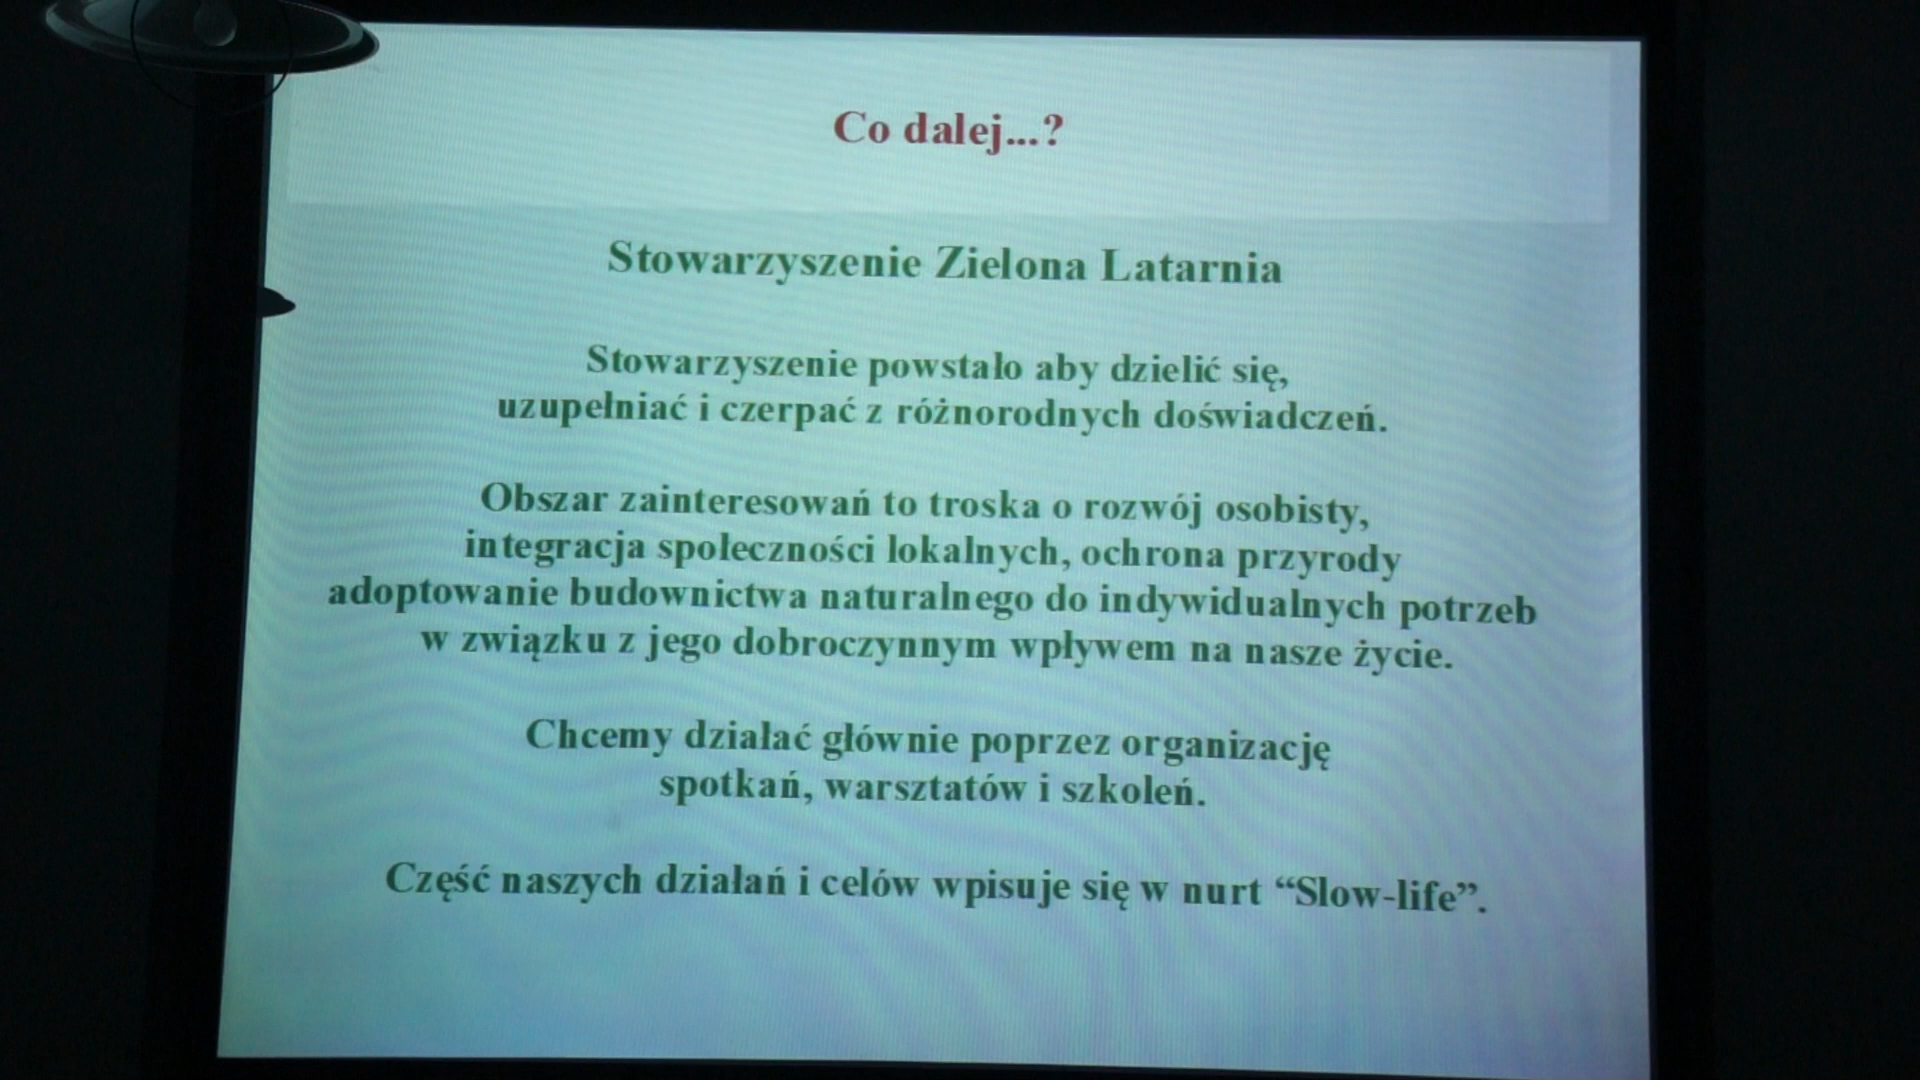 Co dalej...?
Stowarzyszenie Zielona Latarnia
Stowarzyszenie powstało aby dzielić się,
uzupełniać i czerpać z różnorodnych doświadczeń.
Obszar zainteresowań to troska o rozwój osobisty,
integracja społeczności lokalnych, ochrona przyrody
adoptowanie budownictwa naturalnego do indywidualnych potrzeb
w związku z jego dobroczynnym wpływem na nasze życie.
Chcemy działać głównie poprzez organizację
spotkań, warsztatów i szkoleń.
Część naszych działań i celów wpisuje się w nurt “Slow-life”.